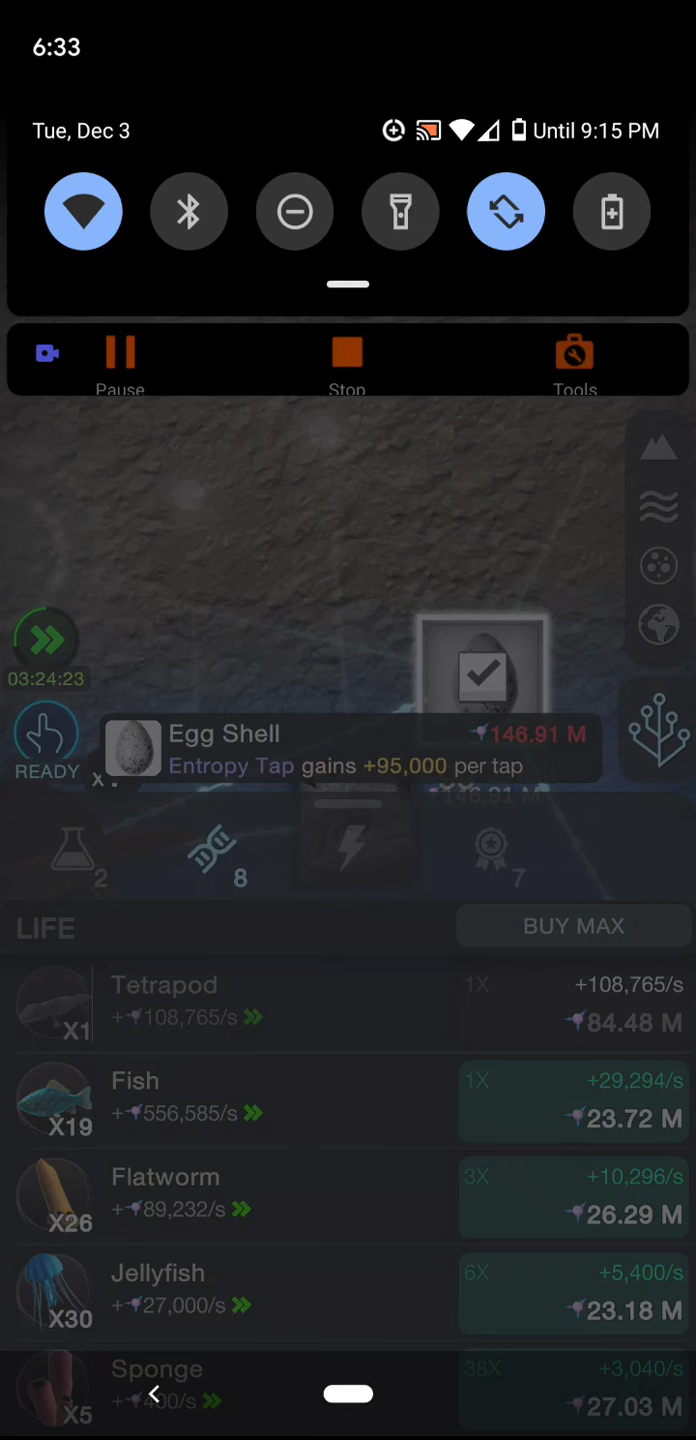 6:33
Tue, Dec 3
Until 9:15 PM
Pause
Stop
Tools
03:24:23
READY
Egg Shell
146.91 M
Entropy Tap gains +95,000 per tap
146.91 M
2
8
7
LIFE
BUY MAX
Tetrapod
1X
+108,765/s
X1
+108,765/s
84.48 M
Fish
1X
+29,294/s
X19
+556,585/s
23.72 M
Flatworm
3X
+10,296/s
X26
+89,232/s
26.29 M
Jellyfish
6X
+5,400/s
X30
+27,000/s
23.18 M
Sponge
38X
+3,040/s
X5
+400/s
27.03 M